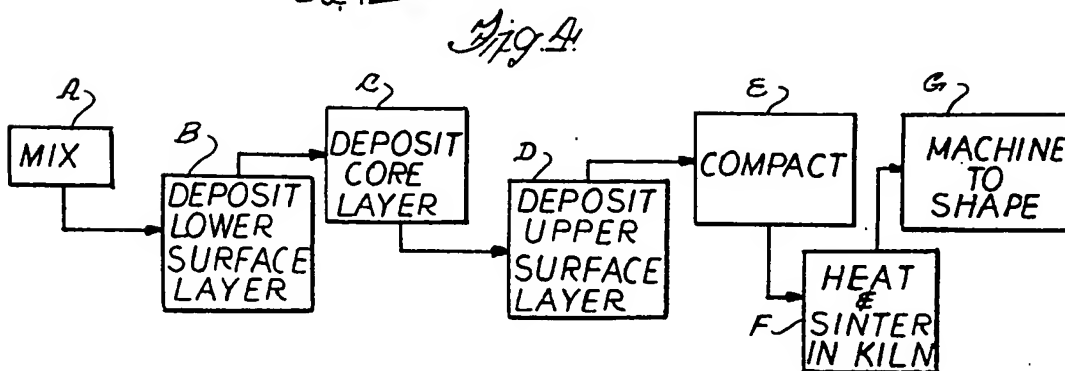 Fig. 4.
A
MIX
B
DEPOSIT
LOWER
SURFACE
LAYER
C
DEPOSIT
CORE
LAYER
D
DEPOSIT
UPPER
SURFACE
LAYER
E
COMPACT
F
HEAT
&
SINTER
IN KILN
G
MACHINE
TO
SHAPE